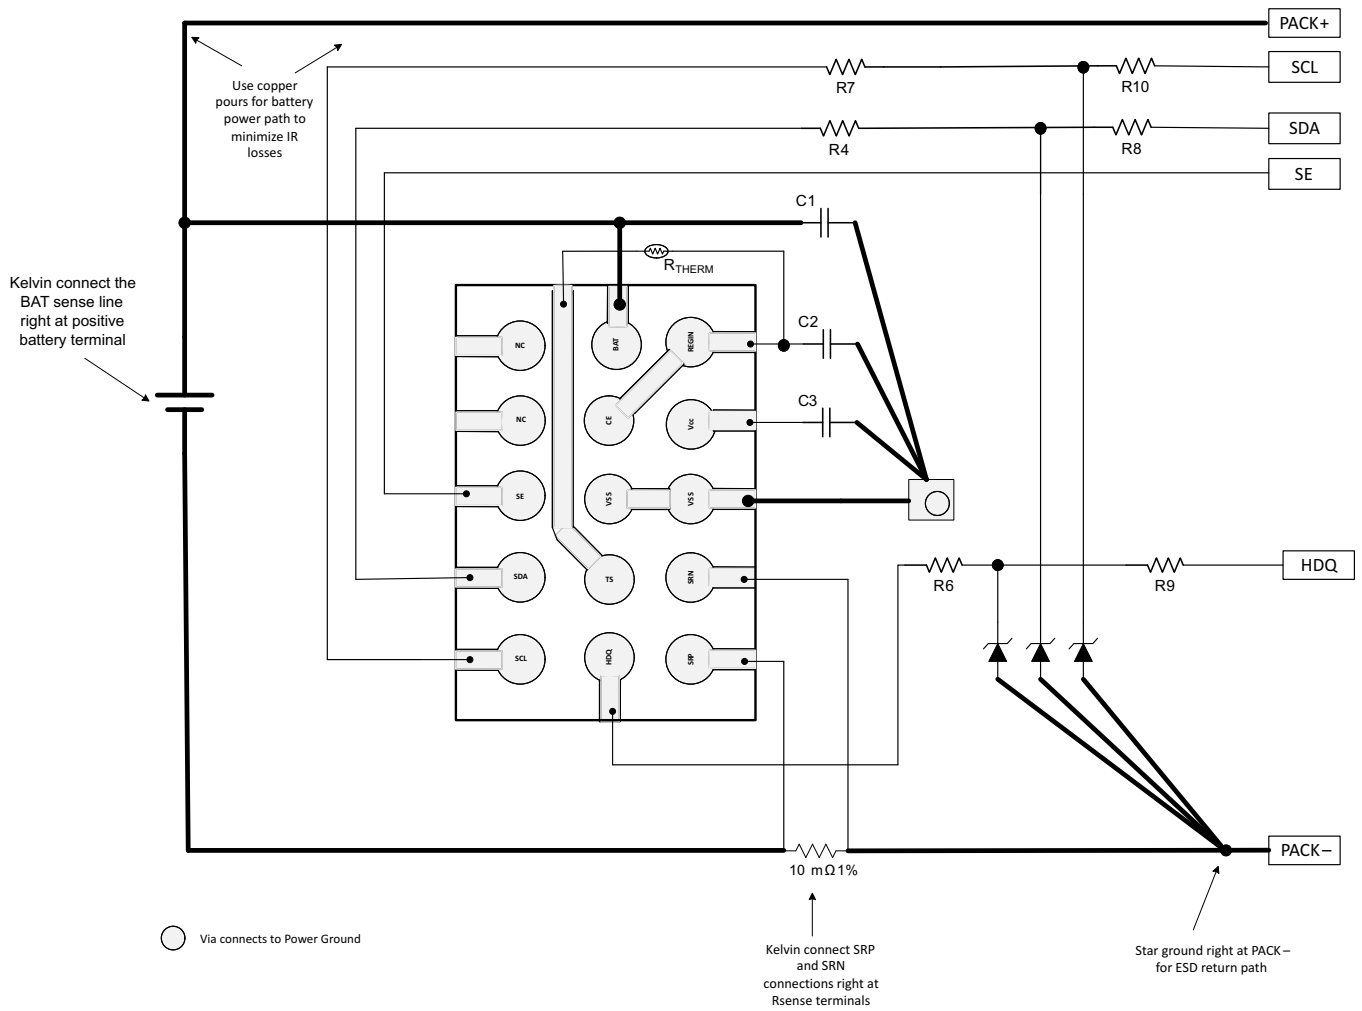 PACK+
SCL
R7
R10
Use copper
pours for battery
power path to
minimize IR
losses
SDA
R4
R8
SE
C1
RTHERM
Kelvin connect the
BAT sense line
right at positive
battery terminal
NC
BAT
REGIN
C2
NC
CE
Vcc
C3
SE
VSS
VSS
SDA
TS
SRN
R6
R9
HDQ
SCL
HDQ
SRP
10 mΩ1%
PACK–
Via connects to Power Ground
Kelvin connect SRP
and SRN
connections right at
Rsense terminals
Star ground right at PACK–
for ESD return path